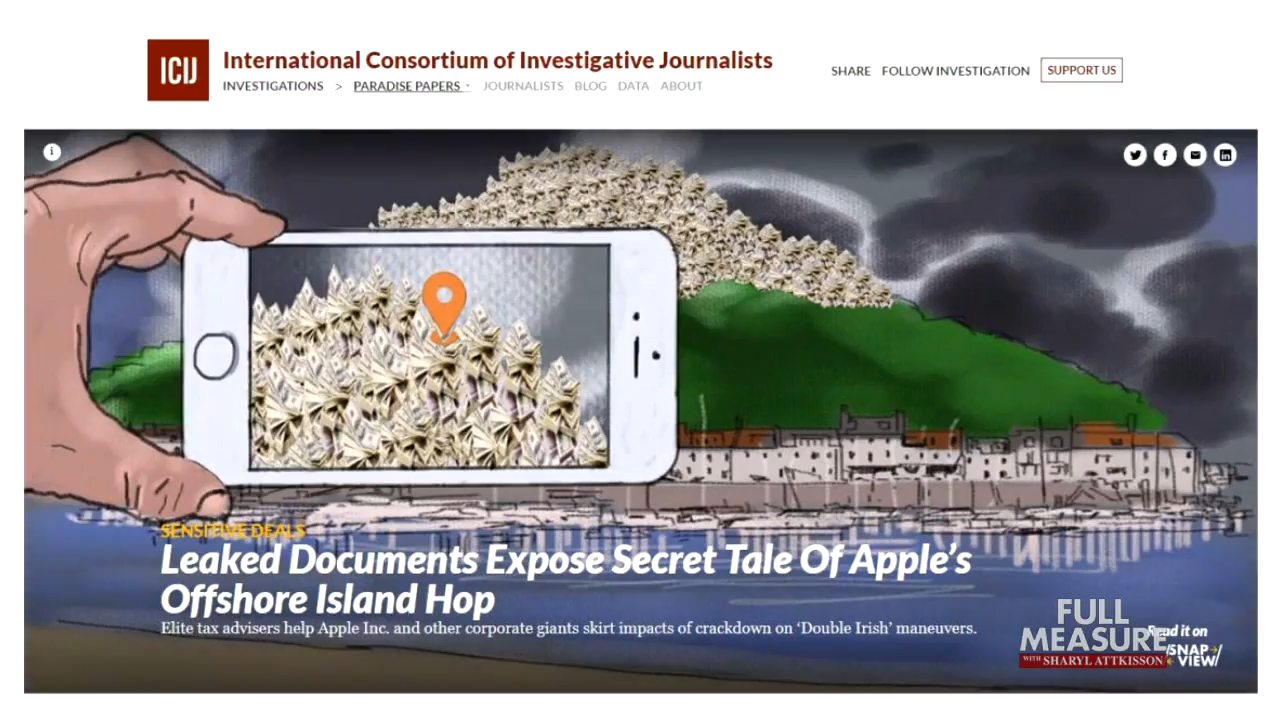 ICIJ
International Consortium of Investigative Journalists
INVESTIGATIONS > PARADISE PAPERS JOURNALISTS BLOG DATA ABOUT
SHARE FOLLOW INVESTIGATION SUPPORT US
i
SENSITIVE DEALS
Leaked Documents Expose Secret Tale Of Apple's
Offshore Island Hop
Elite tax advisers help Apple Inc. and other corporate giants skirt impacts of crackdown on 'Double Irish' maneuvers.
FULL
MEASURE
WITH SHARYL ATTKISSON
Read it on
SNAP
VIEW/